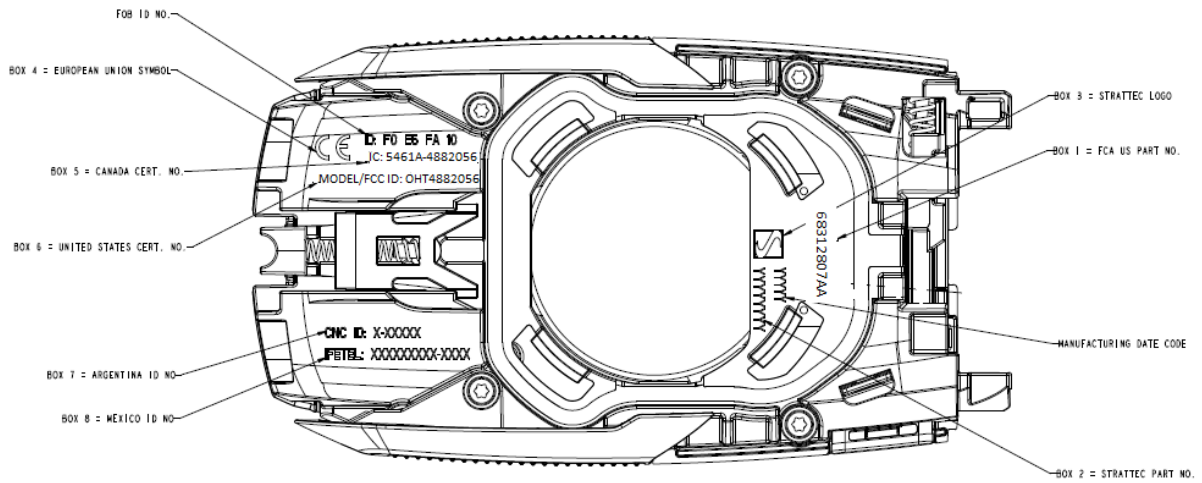 FOB ID NO.
BOX 4 = EUROPEAN UNION SYMBOL
BOX 3 = STRATTEC LOGO
BOX 1 = FCA US PART NO.
CE
ID: F0 E5 FA 10
IC: 5461A-4882056
BOX 5 = CANADA CERT. NO.
MODEL/FCC ID: OHT4882056
BOX 6 = UNITED STATES CERT. NO.
68312807AA
CNC ID: X-XXXXX
IFETEL: XXXXXXXXXX-XXXX
MANUFACTURING DATE CODE
BOX 7 = ARGENTINA ID NO
BOX 8 = MEXICO ID NO
BOX 2 = STRATTEC PART NO.